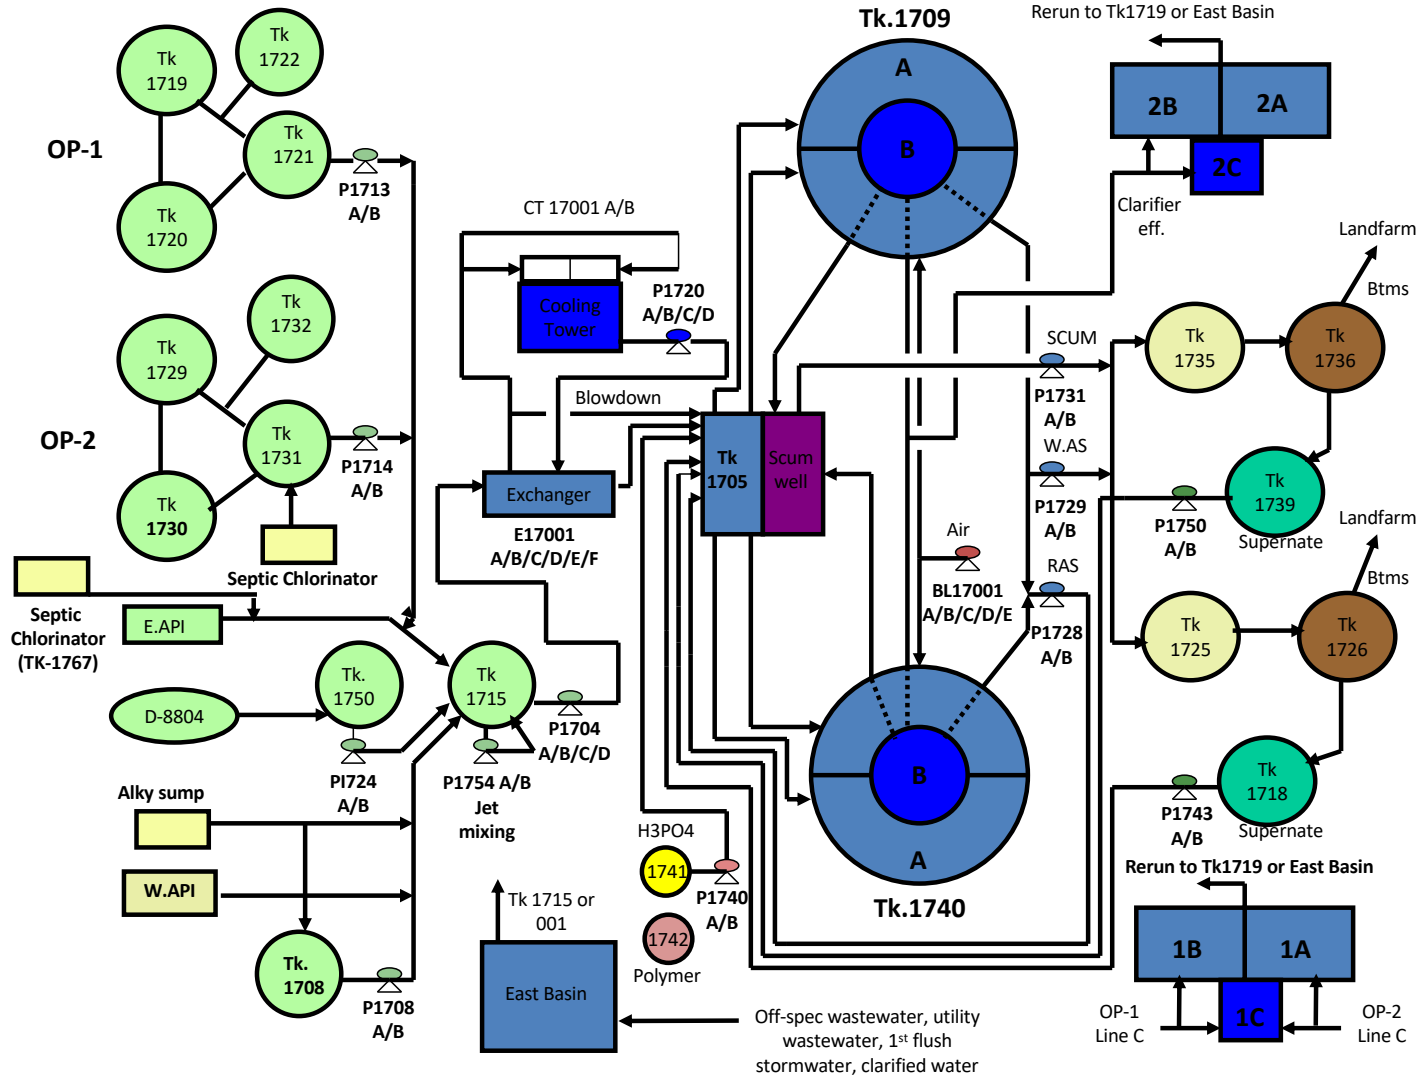 Tk.1709
Rerun to Tk1719 or East Basin
A
B
2B
2A
2C
Clarifier
eff.
OP-1
Tk
1719
Tk
1722
Tk
1721
Tk
1720
P1713
A/B
CT 17001 A/B
Cooling
Tower
P1720
A/B/C/D
Landfarm
Btms
OP-2
Tk
1729
Tk
1732
Tk
1731
Tk
1730
P1714
A/B
Septic Chlorinator
Blowdown
Exchanger
E17001
A/B/C/D/E/F
Tk
1705
Scum
well
SCUM
P1731
A/B
W.AS
P1729
A/B
RAS
P1728
A/B
Air
BL17001
A/B/C/D/E
Tk
1735
Tk
1736
Tk
1739
Supernate
P1750
A/B
Landfarm
Btms
Tk
1725
Tk
1726
Tk
1718
Supernate
P1743
A/B
Septic
Chlorinator
(TK-1767)
E.API
D-8804
Tk.
1750
PI724
A/B
Tk
1715
P1704
A/B/C/D
P1754 A/B
Jet
mixing
Alky sump
W.API
Tk.
1708
P1708
A/B
H3PO4
1741
P1740
A/B
1742
Polymer
B
A
Tk.1740
Tk 1715 or
001
East Basin
Off-spec wastewater, utility
wastewater, 1st flush
stormwater, clarified water
Rerun to Tk1719 or East Basin
1B
1A
1C
OP-1
Line C
OP-2
Line C